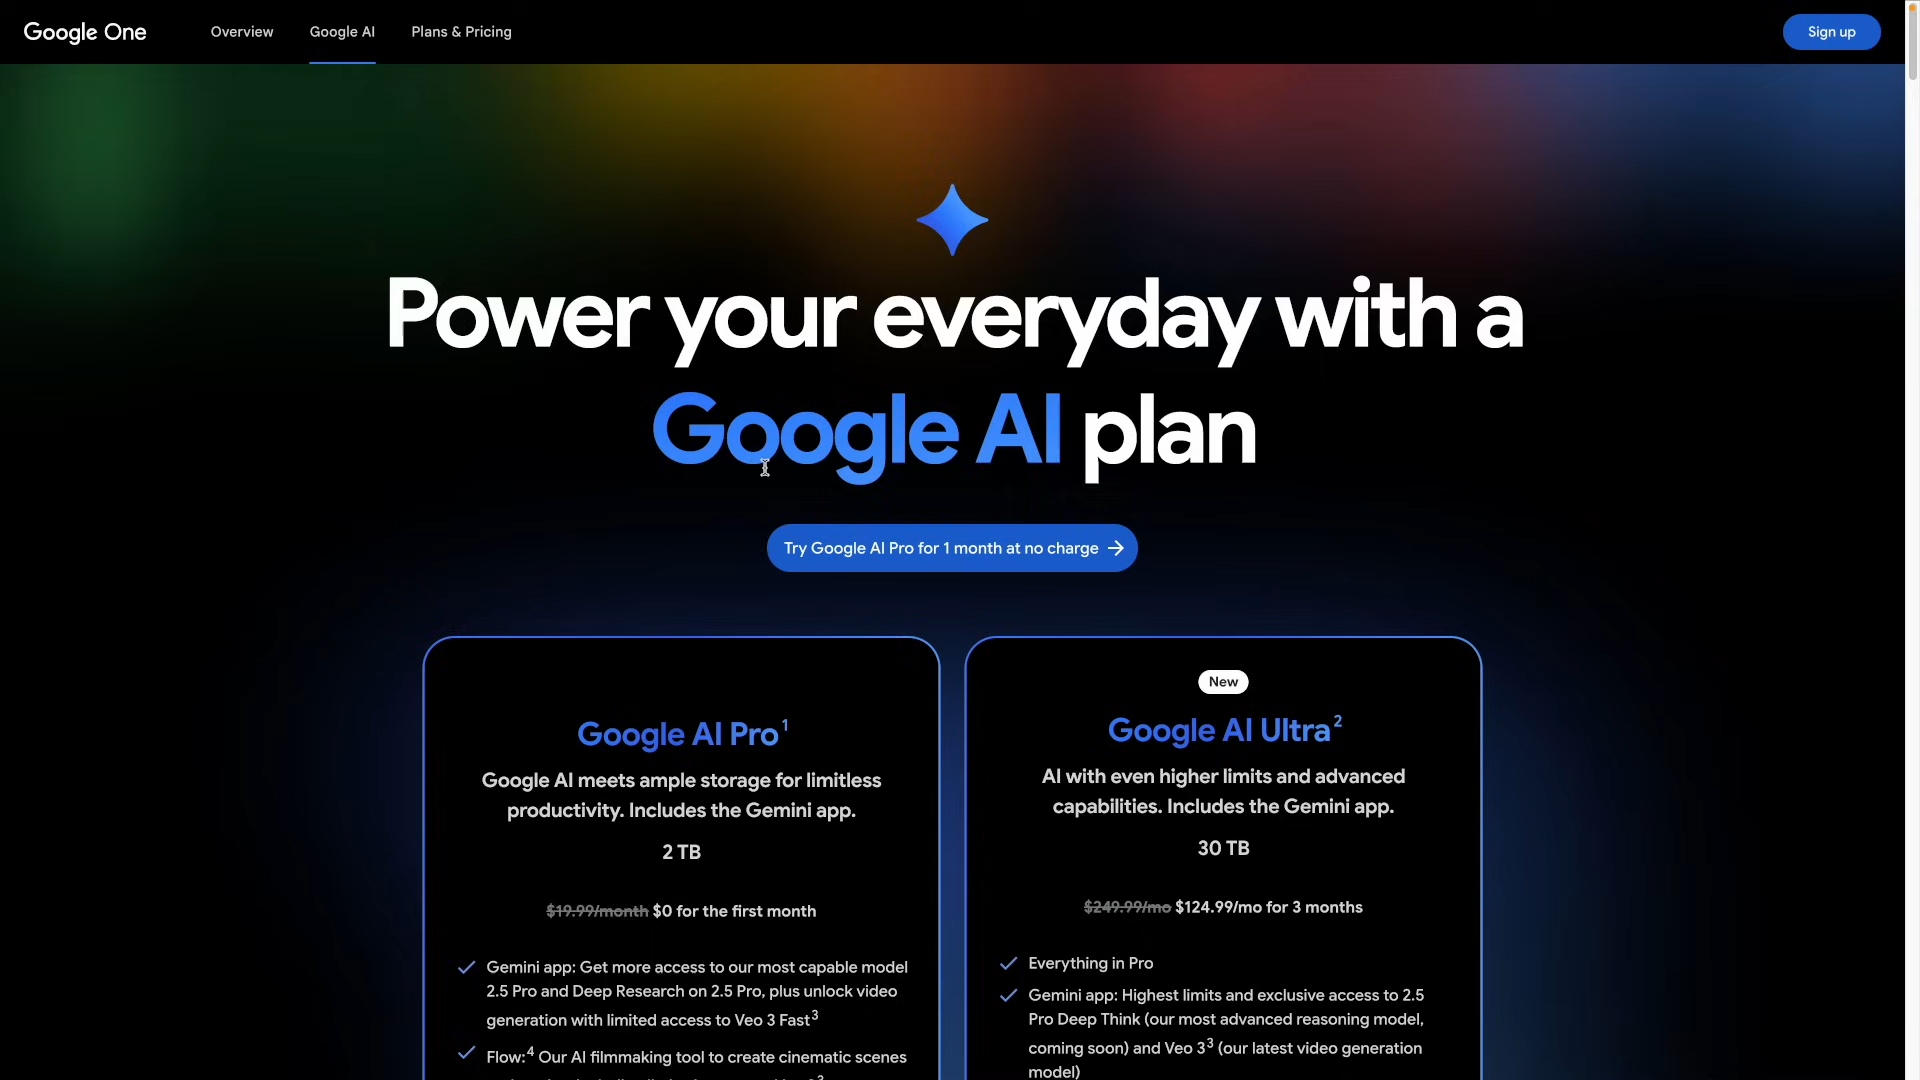 Google One
Overview
Google AI
Plans & Pricing
Sign up
Power your everyday with a
Google AI plan
Try Google AI Pro for 1 month at no charge
Google AI Pro¹
Google AI meets ample storage for limitless
productivity. Includes the Gemini app.
2 TB
$19.99/month $0 for the first month
Gemini app: Get more access to our most capable model
2.5 Pro and Deep Research on 2.5 Pro, plus unlock video
generation with limited access to Veo 3 Fast³
Flow:⁴ Our AI filmmaking tool to create cinematic scenes
New
Google AI Ultra²
AI with even higher limits and advanced
capabilities. Includes the Gemini app.
30 TB
$249.99/mo $124.99/mo for 3 months
Everything in Pro
Gemini app: Highest limits and exclusive access to 2.5
Pro Deep Think (our most advanced reasoning model,
coming soon) and Veo 3³ (our latest video generation
model)